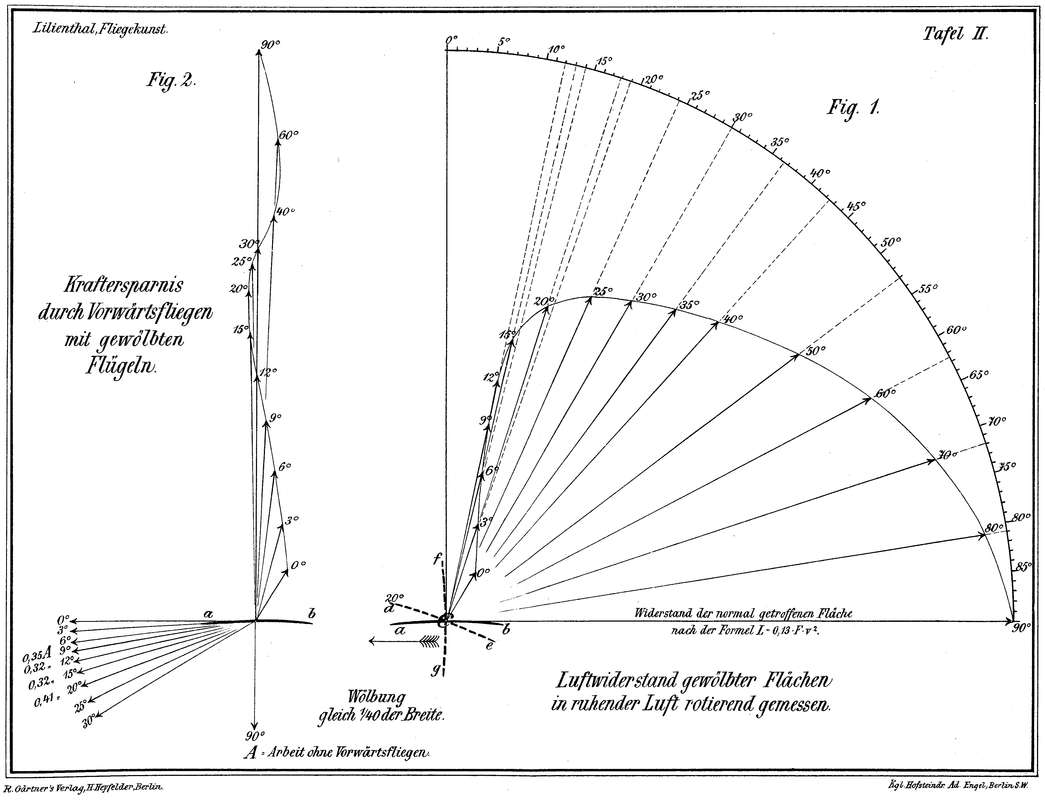 Lilienthal, Fliegekunst.
Tafel II.
Fig. 2.
Fig. 1.
90°
60°
40°
30°
25°
20°
15°
12°
9°
6°
3°
0°
Kraftersparnis
durch Vorwärtsfliegen
mit gewölbten
Flügeln.
a
b
0°
3°
6°
0,35A 9°
0,32 " 12°
0,32 " 15°
0,41 " 20°
25°
30°
90°
A = Arbeit ohne Vorwärtsfliegen.
0°
5°
10°
15°
20°
25°
30°
35°
40°
45°
50°
55°
60°
65°
70°
75°
80°
85°
90°
0°
3°
6°
9°
12°
15°
20°
25°
30°
35°
40°
50°
60°
70°
80°
f
20°
d
a
b
e
g
Widerstand der normal getroffenen Fläche
nach der Formel L = 0,13·F·v².
Wölbung
gleich 1/40 der Breite.
Luftwiderstand gewölbter Flächen
in ruhender Luft rotierend gemessen.
R. Gärtner's Verlag, H. Heyfelder, Berlin.
Kgl. Hofsteindr. Ad. Engel, Berlin S.W.